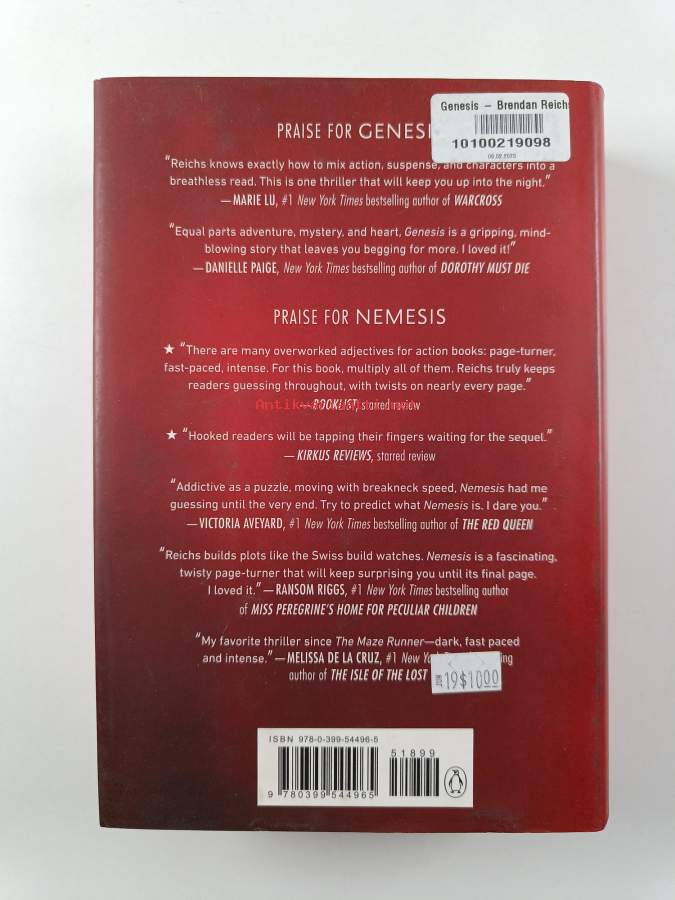 Genesis – Brendan Reichs
10100219098
PRAISE FOR GENESI
“Reichs knows exactly how to mix action, suspense, and characters into a
breathless read. This is one thriller that will keep you up into the night.”
—MARIE LU, #1 New York Times bestselling author of WARCROSS
“Equal parts adventure, mystery, and heart, Genesis is a gripping, mind-
blowing story that leaves you begging for more. I loved it!”
—DANIELLE PAIGE, New York Times bestselling author of DOROTHY MUST DIE
PRAISE FOR NEMESIS
★ “There are many overworked adjectives for action books: page-turner,
fast-paced, intense. For this book, multiply all of them. Reichs truly keeps
readers guessing throughout, with twists on nearly every page.”
—BOOKLIST, starred review
★ “Hooked readers will be tapping their fingers waiting for the sequel.”
—KIRKUS REVIEWS, starred review
“Addictive as a puzzle, moving with breakneck speed, Nemesis had me
guessing until the very end. Try to predict what Nemesis is. I dare you.”
—VICTORIA AVEYARD, #1 New York Times bestselling author of THE RED QUEEN
“Reichs builds plots like the Swiss build watches. Nemesis is a fascinating,
twisty page-turner that will keep surprising you until its final page.
I loved it.” —RANSOM RIGGS, #1 New York Times bestselling author
of MISS PEREGRINE'S HOME FOR PECULIAR CHILDREN
“My favorite thriller since The Maze Runner—dark, fast paced
and intense.” —MELISSA DE LA CRUZ, #1 New Yo ing
author of THE ISLE OF THE LOST
19$1000
ISBN 978-0-399-54496-5
51899
9 780399 544965